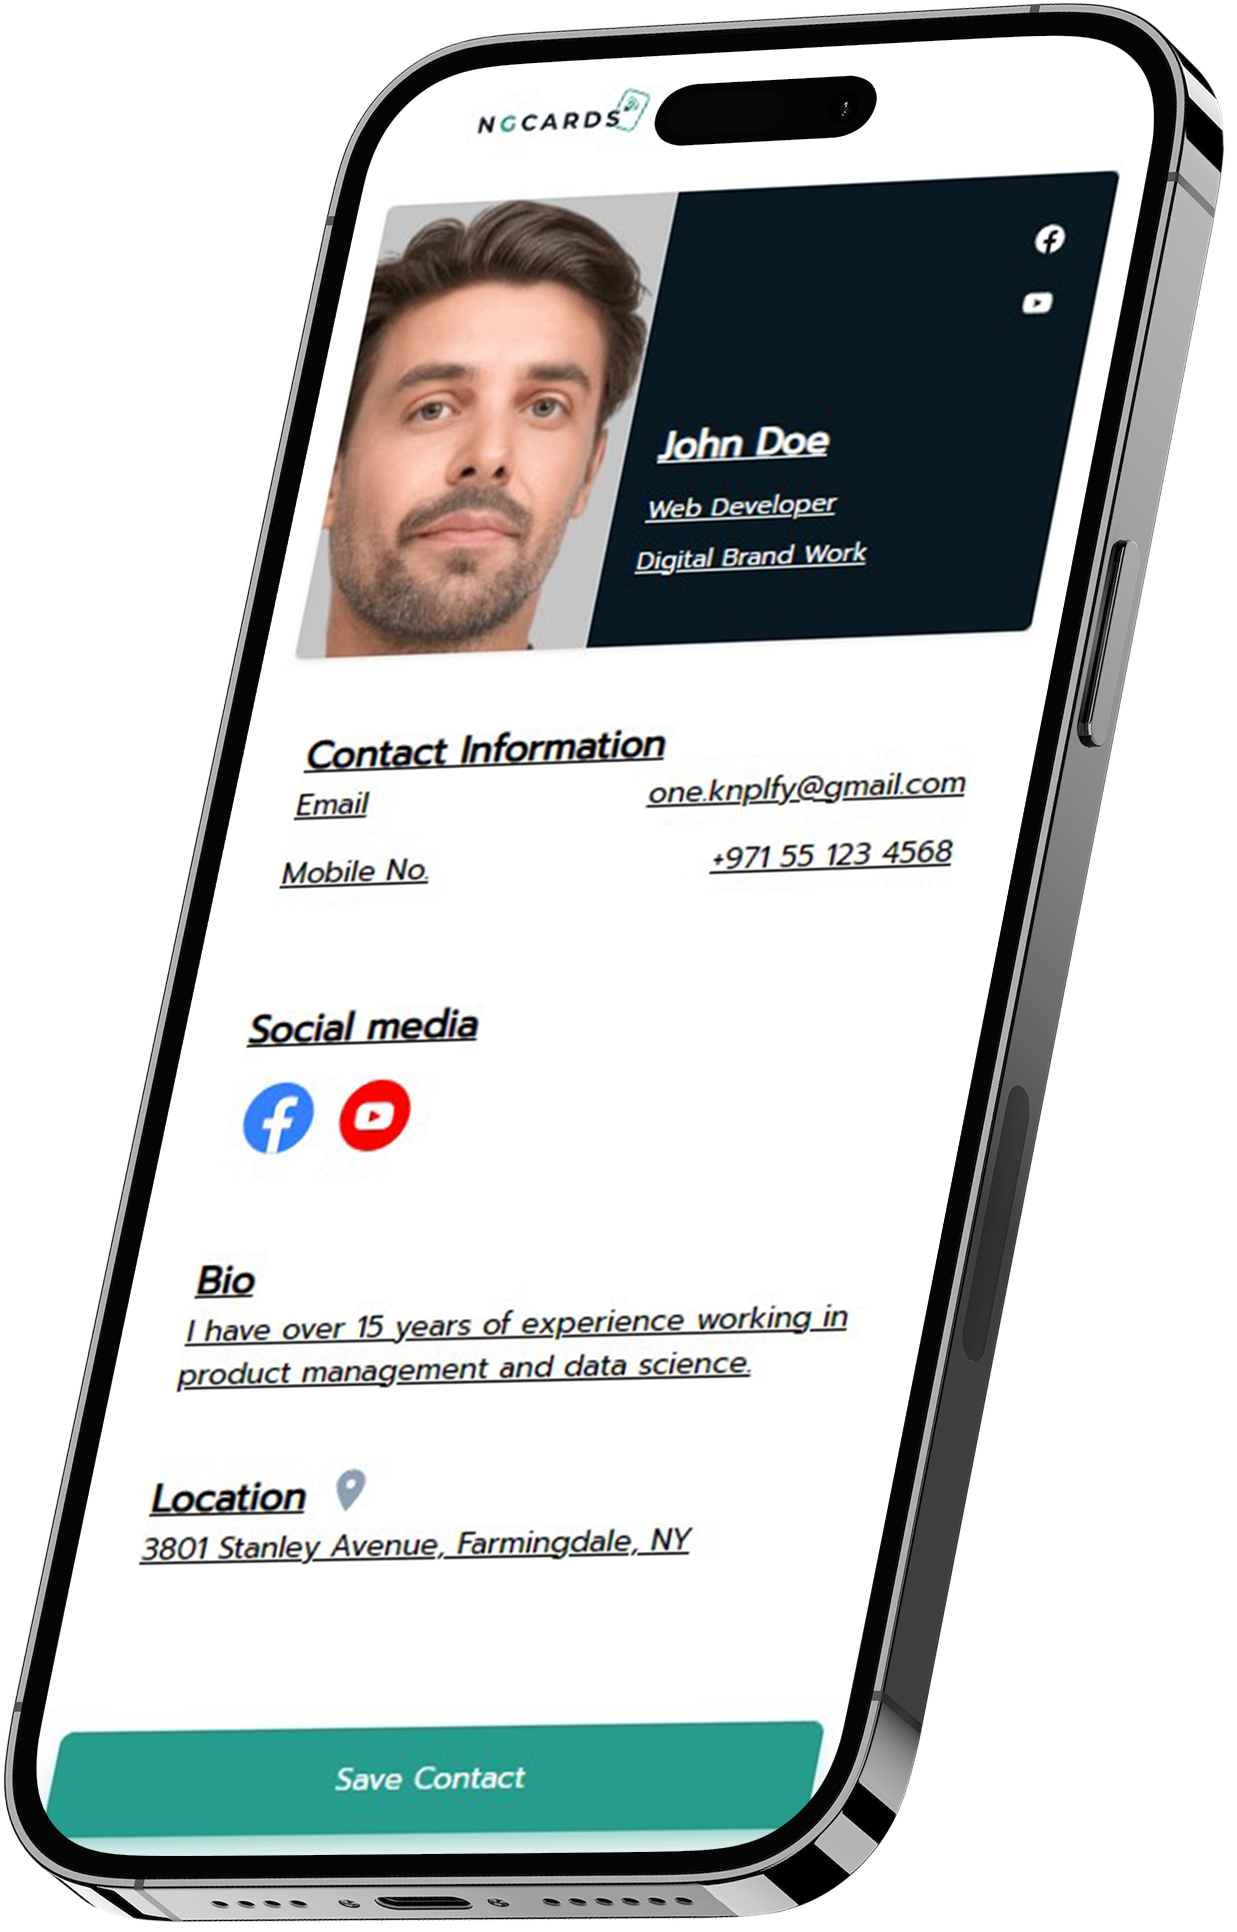 NGCARDS
John Doe
Web Developer
Digital Brand Work
Contact Information
Email one.knplfy@gmail.com
Mobile No. +971 55 123 4568
Social media
Bio
I have over 15 years of experience working in
product management and data science.
Location
3801 Stanley Avenue, Farmingdale, NY
Save Contact